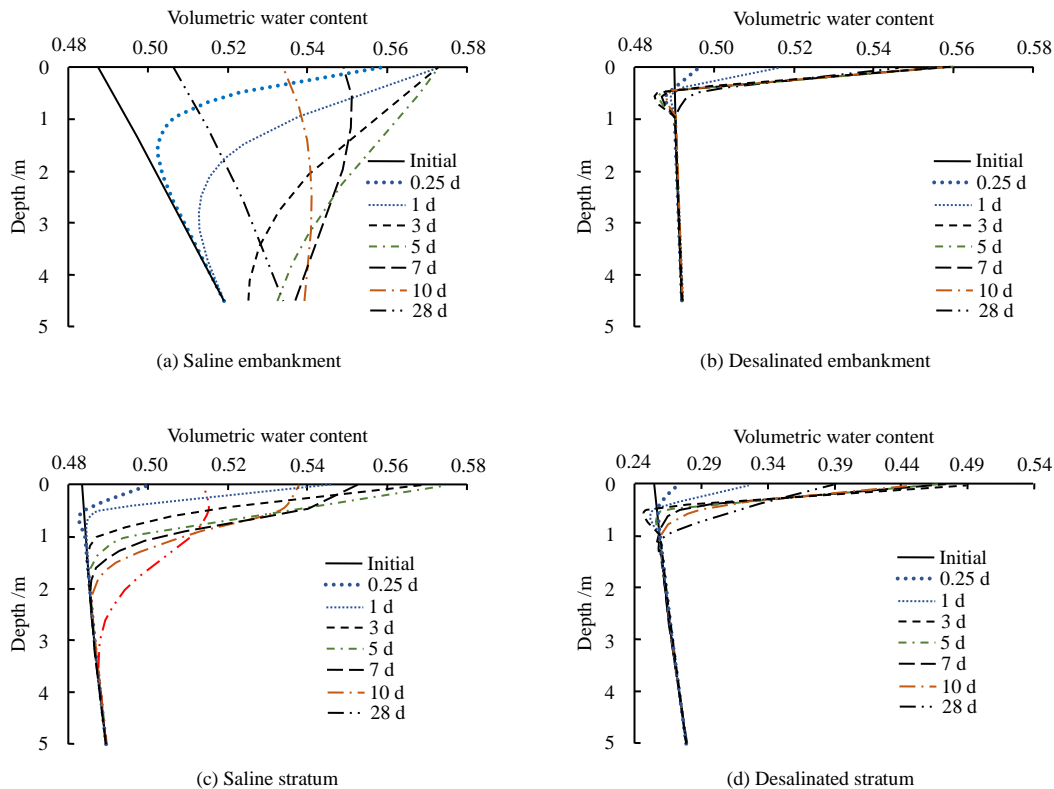 Volumetric water content
0.48 0.50 0.52 0.54 0.56 0.58
0
1
2
3
4
5
Depth /m
Initial
0.25 d
1 d
3 d
5 d
7 d
10 d
28 d
(a) Saline embankment
Volumetric water content
0.48 0.50 0.52 0.54 0.56 0.58
0
1
2
3
4
5
Depth /m
Initial
0.25 d
1 d
3 d
5 d
7 d
10 d
28 d
(b) Desalinated embankment
Volumetric water content
0.48 0.50 0.52 0.54 0.56 0.58
0
1
2
3
4
5
Depth /m
Initial
0.25 d
1 d
3 d
5 d
7 d
10 d
28 d
(c) Saline stratum
Volumetric water content
0.24 0.29 0.34 0.39 0.44 0.49 0.54
0
1
2
3
4
5
Depth /m
Initial
0.25 d
1 d
3 d
5 d
7 d
10 d
28 d
(d) Desalinated stratum